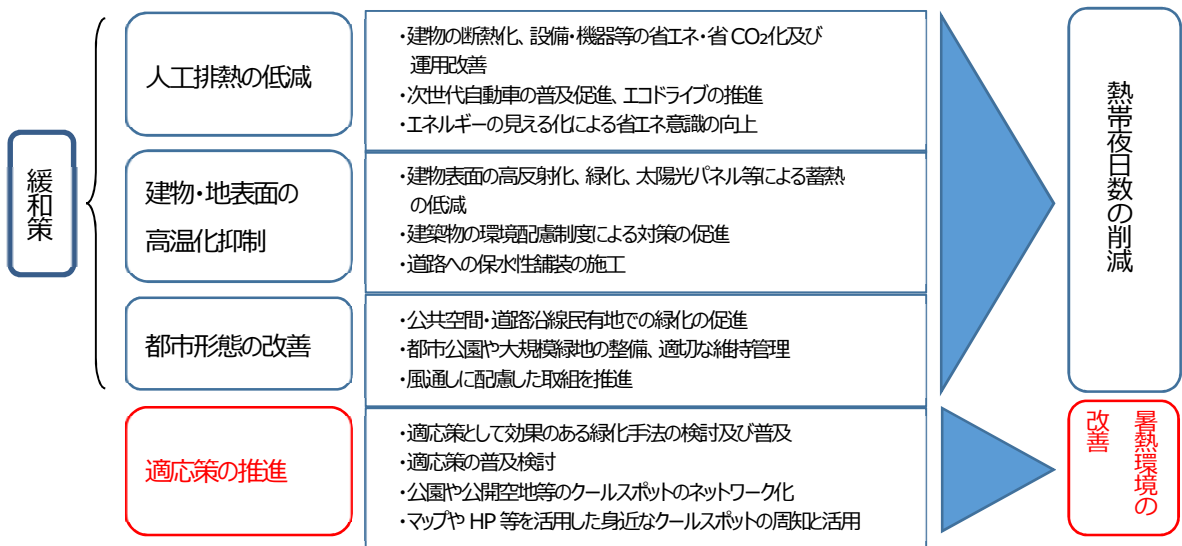 緩和策
人工排熱の低減
・建物の断熱化、設備・機器等の省エネ・省CO₂化及び
運用改善
・次世代自動車の普及促進、エコドライブの推進
・エネルギーの見える化による省エネ意識の向上
建物・地表面の
高温化抑制
・建物表面の高反射化、緑化、太陽光パネル等による蓄熱
の低減
・建築物の環境配慮制度による対策の促進
・道路への保水性舗装の施工
都市形態の改善
・公共空間・道路沿線民有地での緑化の促進
・都市公園や大規模緑地の整備、適切な維持管理
・風通しに配慮した取組を推進
熱帯夜日数の削減
適応策の推進
・適応策として効果のある緑化手法の検討及び普及
・適応策の普及検討
・公園や公開空地等のクールスポットのネットワーク化
・マップや HP 等を活用した身近なクールスポットの周知と活用
暑熱環境の
改善